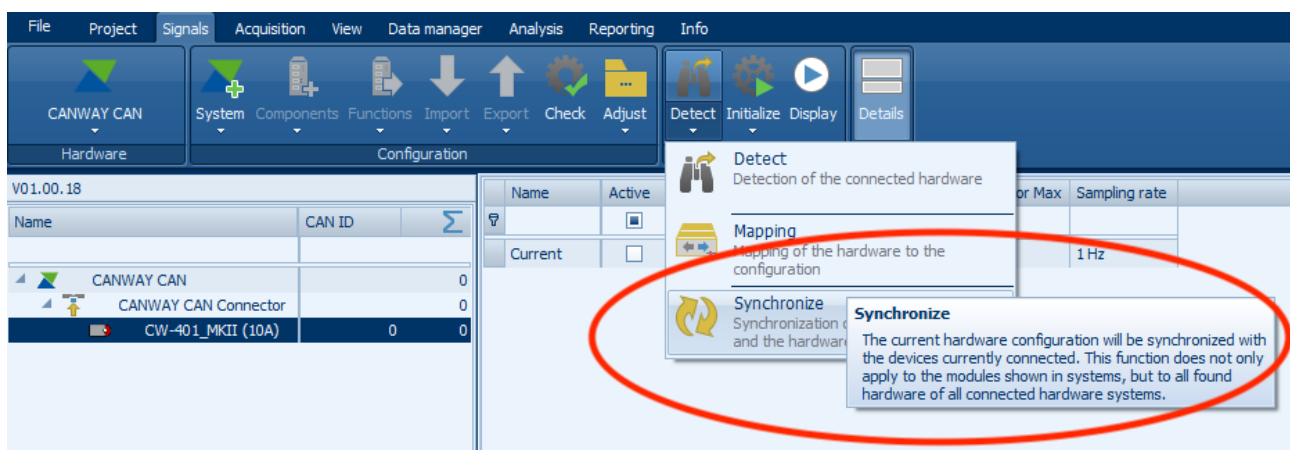 File Project Signals Acquisition View Data manager Analysis Reporting Info
CANWAY CAN System Components Functions Import Export Check Adjust Detect Initialize Display Details
Hardware Configuration
V01.00.18
Name CAN ID Σ
CANWAY CAN 0
CANWAY CAN Connector 0
CW-401_MKII (10A) 0 0
Name Active or Max Sampling rate
Current 1 Hz
Detect
Detection of the connected hardware
Mapping
Mapping of the hardware to the
configuration
Synchronize
Synchronization
and the hardware
Synchronize
The current hardware configuration will be synchronized with
the devices currently connected. This function does not only
apply to the modules shown in systems, but to all found
hardware of all connected hardware systems.